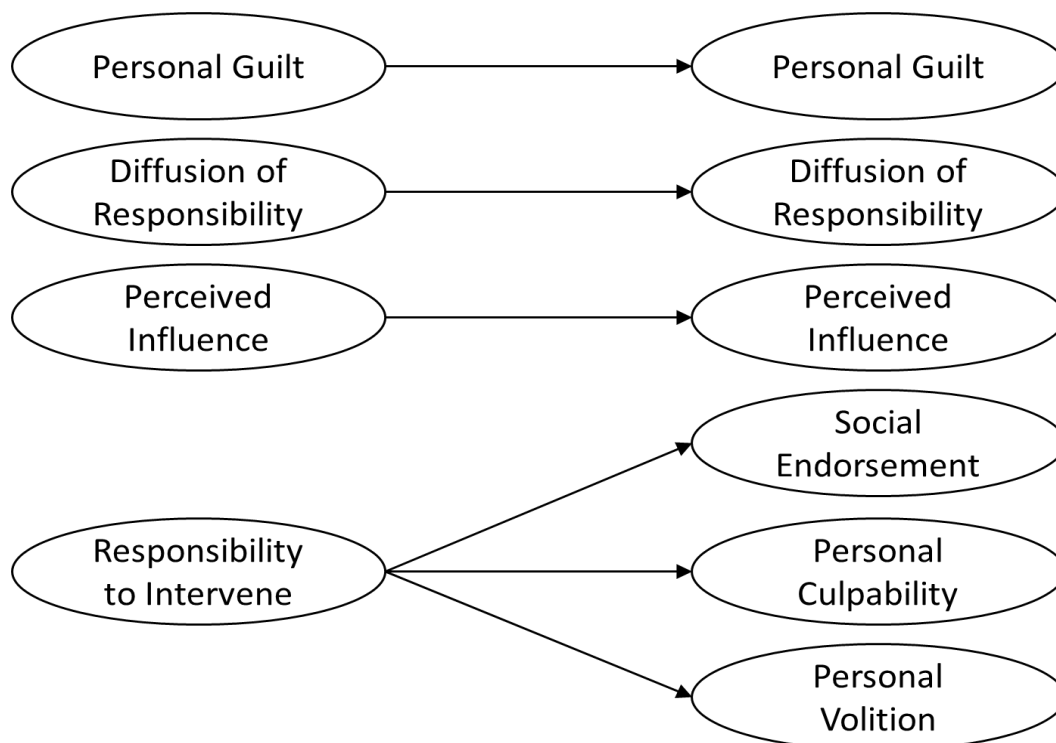 Personal Guilt
Personal Guilt
Diffusion of
Responsibility
Diffusion of
Responsibility
Perceived
Influence
Perceived
Influence
Social
Endorsement
Responsibility
to Intervene
Personal
Culpability
Personal
Volition